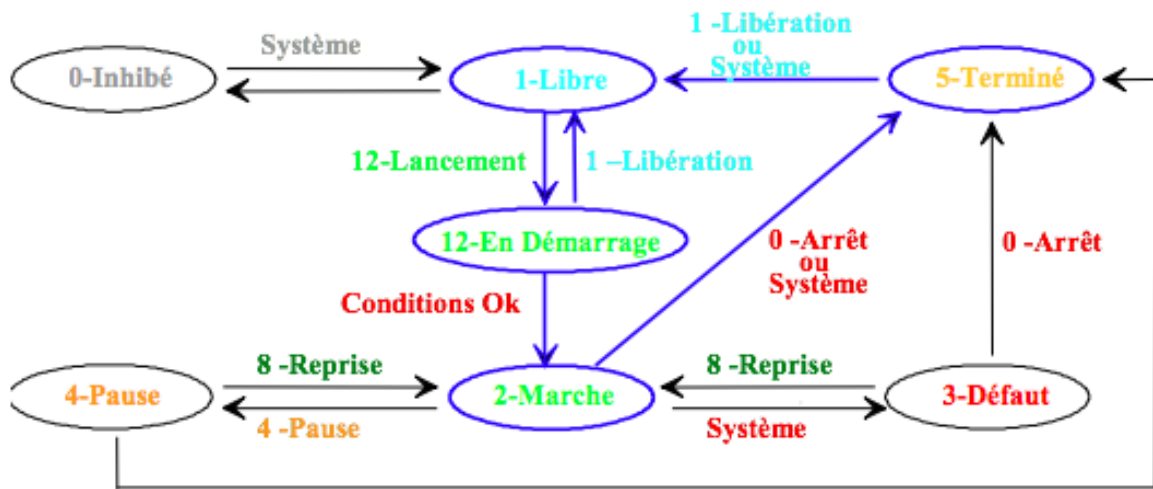 Système
0-Inhibé
1-Libre
1 -Libération
ou
Système
5-Terminé
12-Lancement
1 –Libération
12-En Démarrage
0 -Arrêt
ou
Système
0 -Arrêt
Conditions Ok
4-Pause
8 -Reprise
4 -Pause
2-Marche
8 -Reprise
Système
3-Défaut